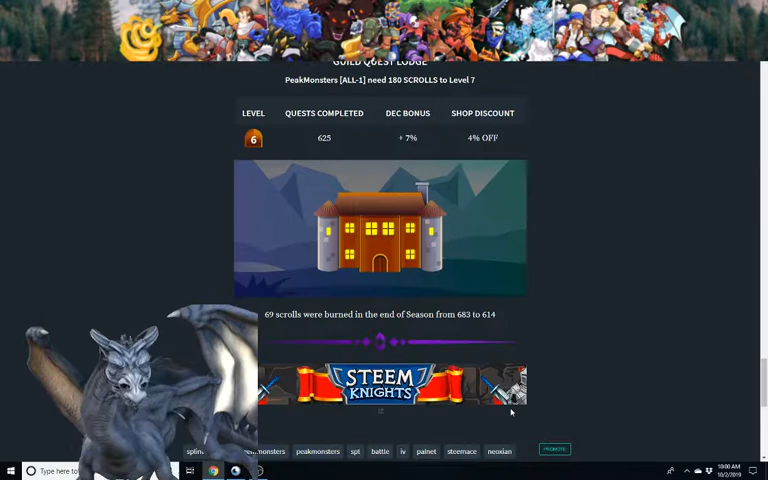 GUILD QUEST LODGE
PeakMonsters [ALL-1] need 180 SCROLLS to Level 7
LEVEL QUESTS COMPLETED DEC BONUS SHOP DISCOUNT
6 625 + 7% 4% OFF
69 scrolls were burned in the end of Season from 683 to 614
STEEM
KNIGHTS
peakmonsters spt battle iv palnet steemace neoxian
PROMOTE
Type here to
10:00 AM
10/2/2019